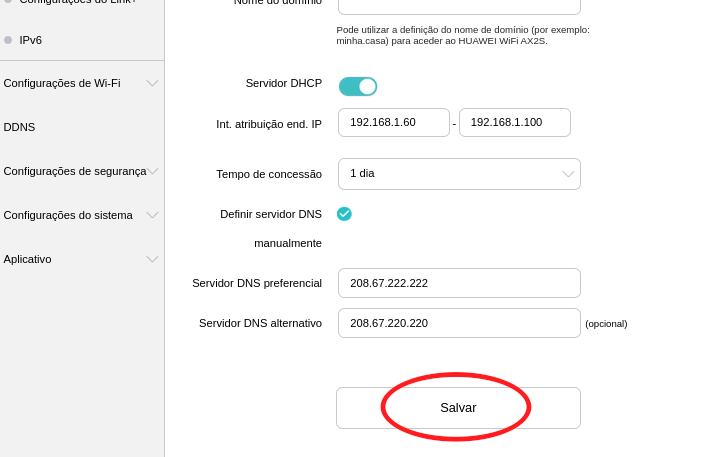 Configurações do Link+
IPv6
Configurações de Wi-Fi
DDNS
Configurações de segurança
Configurações do sistema
Aplicativo
Nome do domínio
Pode utilizar a definição do nome de domínio (por exemplo:
minha.casa) para aceder ao HUAWEI WiFi AX2S.
Servidor DHCP
Int. atribuição end. IP 192.168.1.60 - 192.168.1.100
Tempo de concessão 1 dia
Definir servidor DNS
manualmente
Servidor DNS preferencial 208.67.222.222
Servidor DNS alternativo 208.67.220.220 (opcional)
Salvar